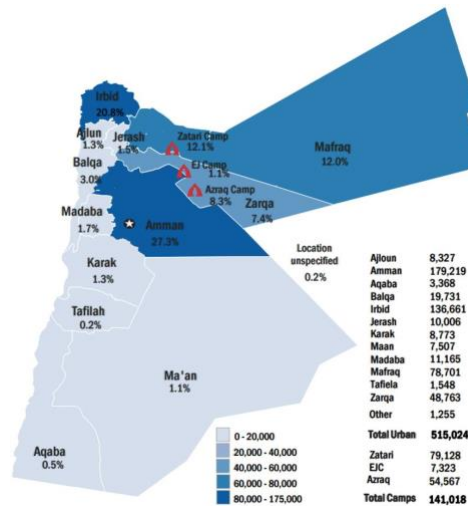 Irbid
20.8%
Ajlun
1.3%
Jerash
1.5%
Zatari Camp
12.1%
Mafraq
12.0%
EJ Camp
1.1%
Balqa
3.0%
Azraq Camp
8.3%
Zarqa
7.4%
Madaba
1.7%
Amman
27.3%
Location
unspecified
0.2%
Karak
1.3%
Tafilah
0.2%
Ma'an
1.1%
Aqaba
0.5%
0 - 20,000
20,000 - 40,000
40,000 - 60,000
60,000 - 80,000
80,000 - 175,000
Ajloun 8,327
Amman 179,219
Aqaba 3,368
Balqa 19,731
Irbid 136,661
Jerash 10,006
Karak 8,773
Maan 7,507
Madaba 11,165
Mafraq 78,701
Tafiela 1,548
Zarqa 48,763
Other 1,255
Total Urban 515,024
Zatari 79,128
EJC 7,323
Azraq 54,567
Total Camps 141,018